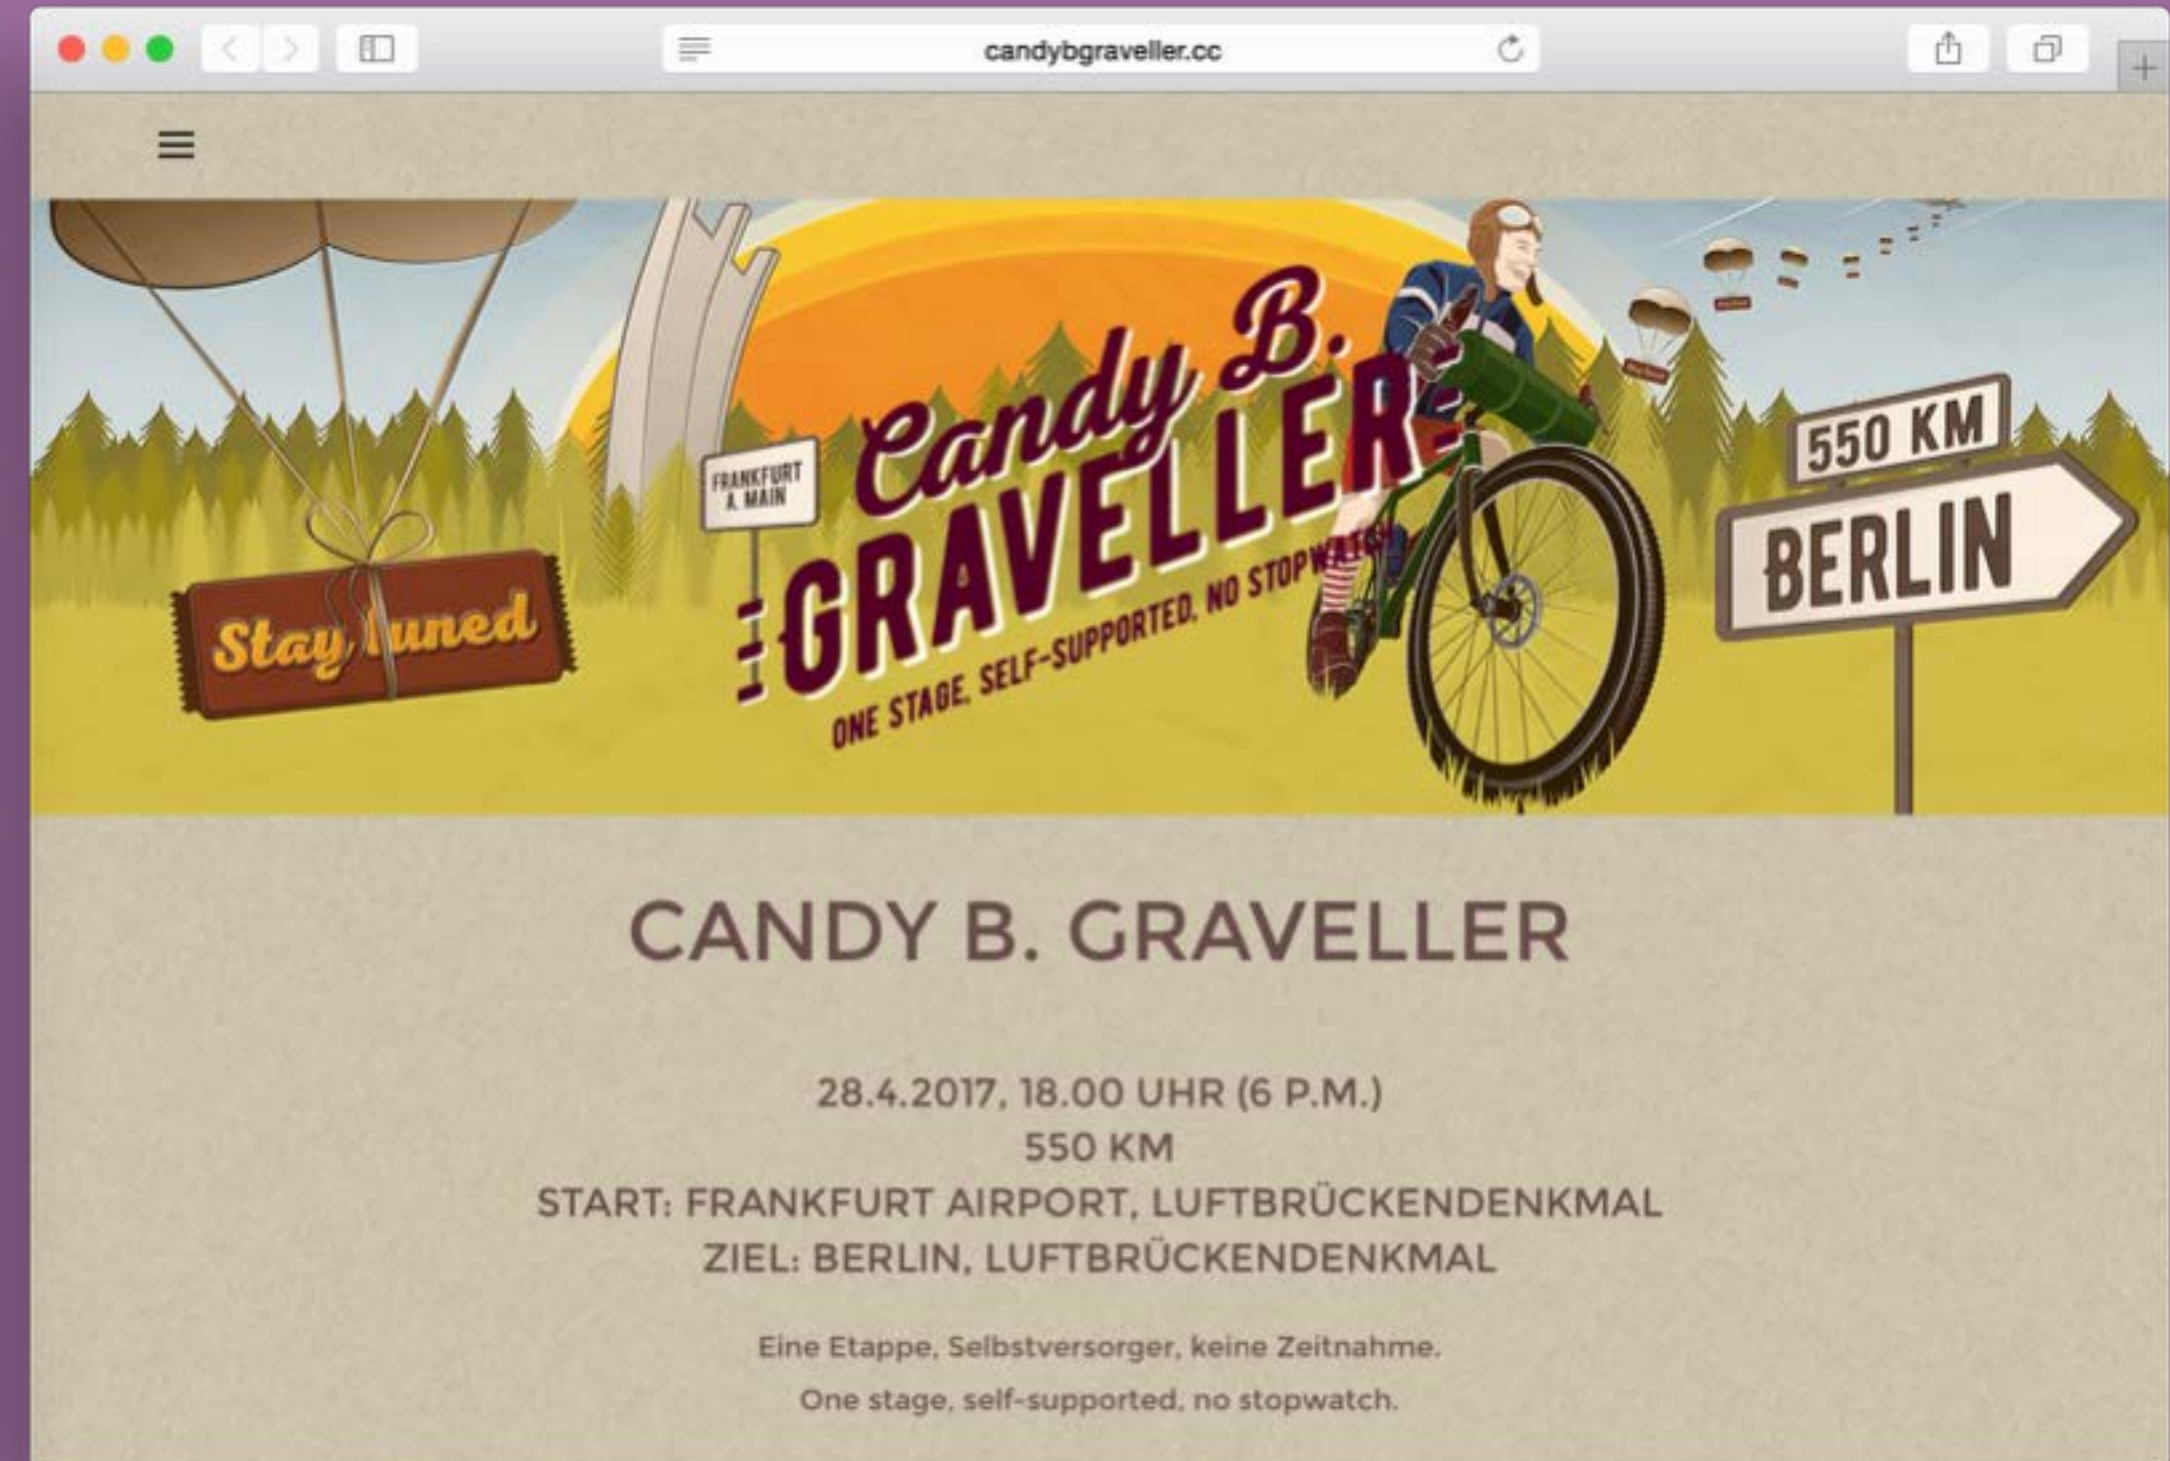 candybgraveller.cc
Stay tuned
FRANKFURT
A. MAIN
Candy B.
GRAVELLER
ONE STAGE, SELF-SUPPORTED, NO STOPWATCH
550 KM
BERLIN
CANDY B. GRAVELLER
28.4.2017, 18.00 UHR (6 P.M.)
550 KM
START: FRANKFURT AIRPORT, LUFTBRÜCKENDENKMAL
ZIEL: BERLIN, LUFTBRÜCKENDENKMAL
Eine Etappe, Selbstversorger, keine Zeitnahme.
One stage, self-supported, no stopwatch.